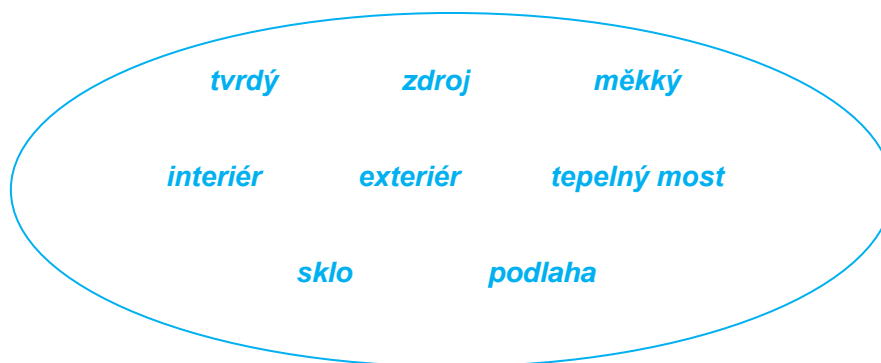 tvrdý zdroj měkký
interiér exteriér tepelný most
sklo podlaha